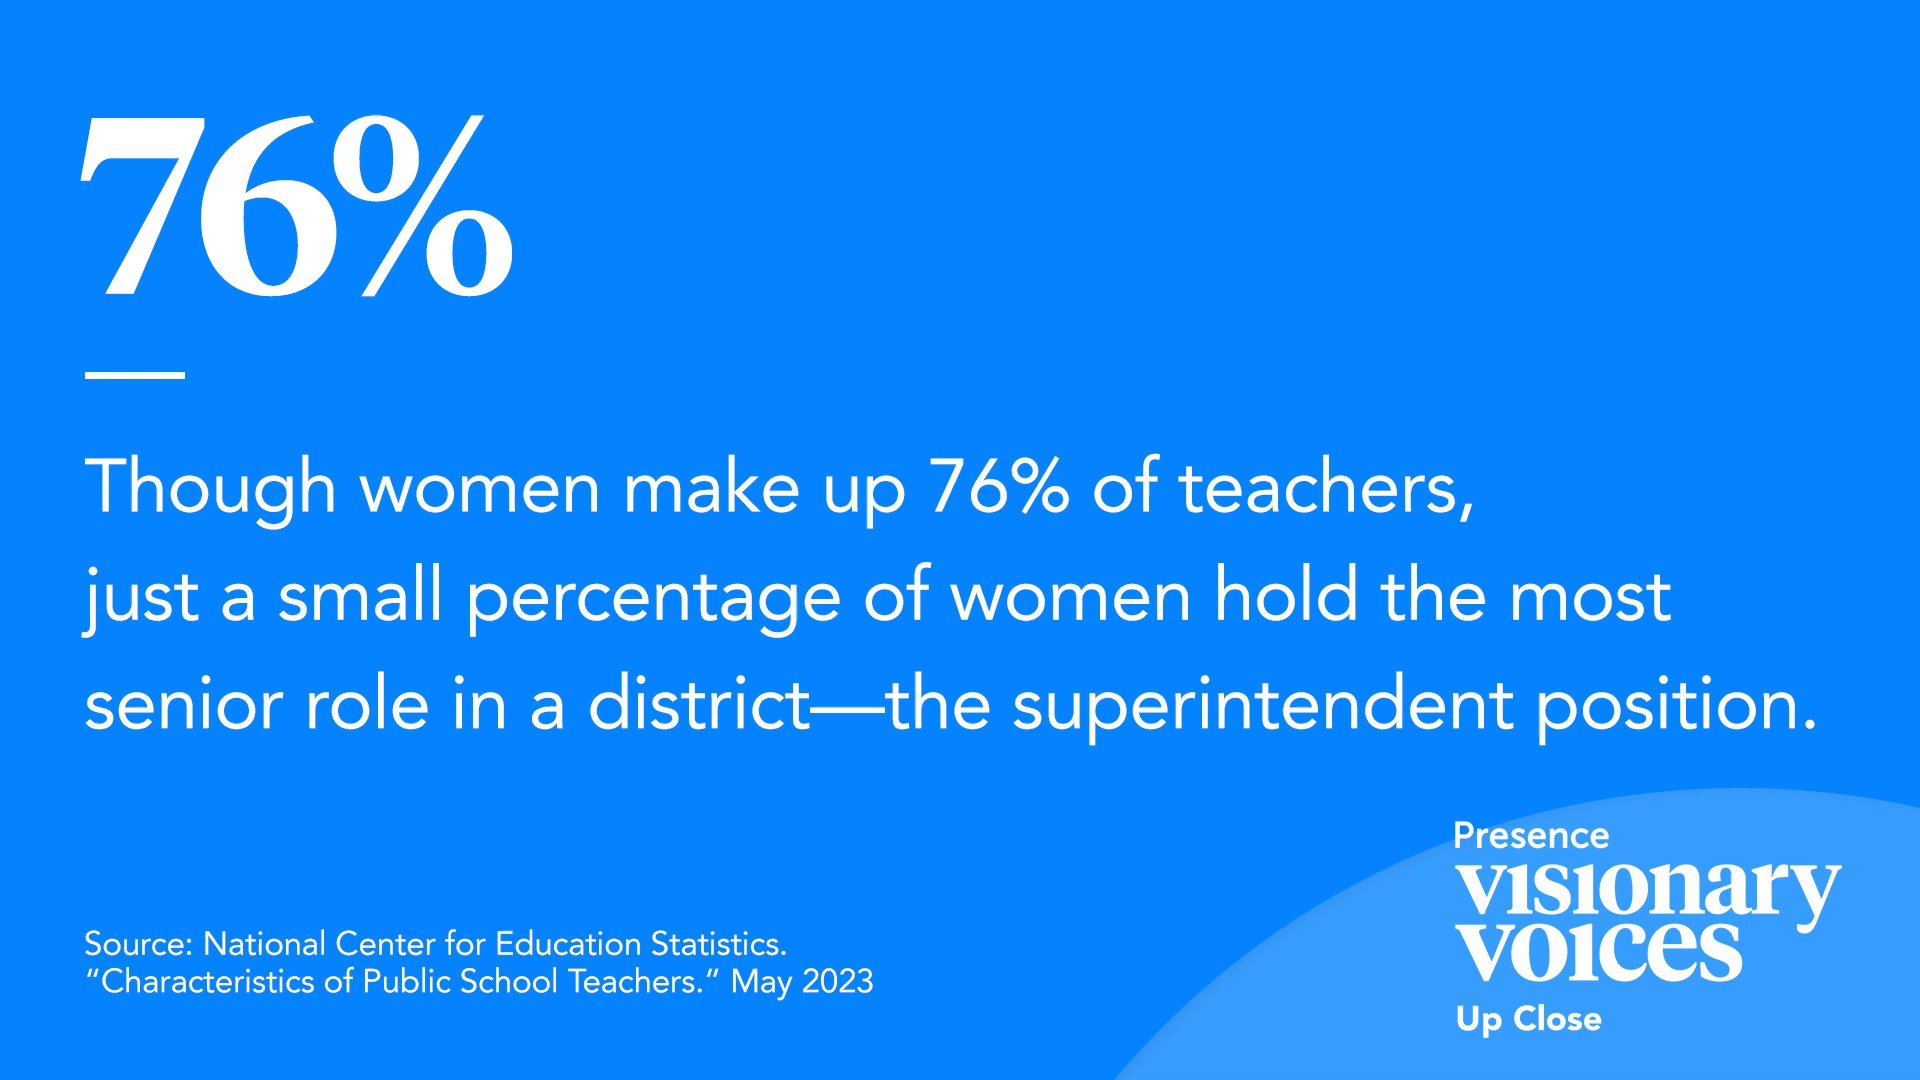 76%
Though women make up 76% of teachers,
just a small percentage of women hold the most
senior role in a district—the superintendent position.
Source: National Center for Education Statistics.
“Characteristics of Public School Teachers.” May 2023
Presence
visionary
voices
Up Close